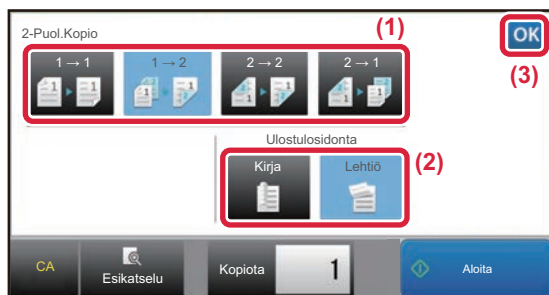 2-Puol.Kopio
(1)
OK
(3)
1 → 1
1 → 2
2 → 2
2 → 1
Ulostulosidonta
Kirja
Lehtiö
(2)
CA
Esikatselu
Kopiota
1
Aloita